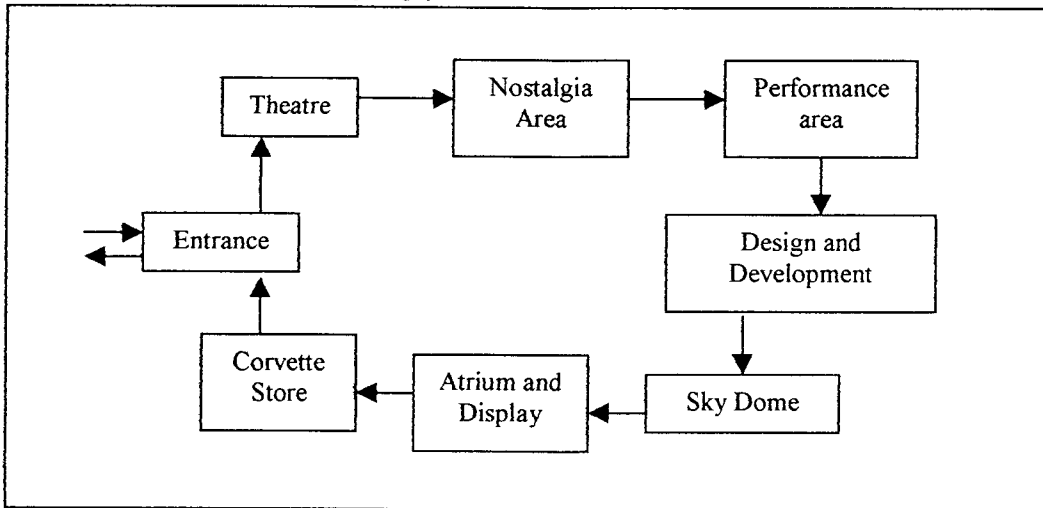 Theatre
Nostalgia
Area
Performance
area
Entrance
Design and
Development
Corvette
Store
Atrium and
Display
Sky Dome